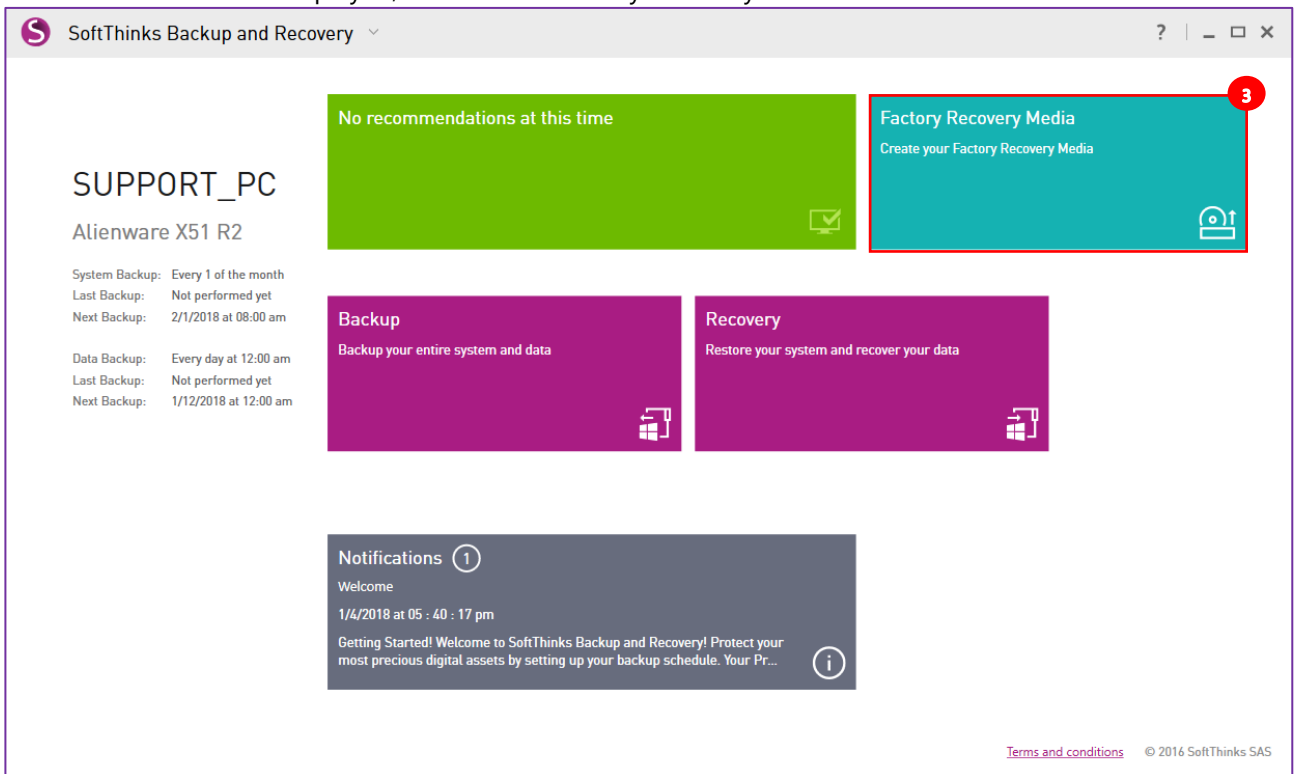 SoftThinks Backup and Recovery
?
No recommendations at this time
Factory Recovery Media
3
Create your Factory Recovery Media
SUPPORT_PC
Alienware X51 R2
System Backup: Every 1 of the month
Last Backup: Not performed yet
Next Backup: 2/1/2018 at 08:00 am
Data Backup: Every day at 12:00 am
Last Backup: Not performed yet
Next Backup: 1/12/2018 at 12:00 am
Backup
Backup your entire system and data
Recovery
Restore your system and recover your data
Notifications 1
Welcome
1/4/2018 at 05 : 40 : 17 pm
Getting Started! Welcome to SoftThinks Backup and Recovery! Protect your
most precious digital assets by setting up your backup schedule. Your Pr...
Terms and conditions © 2016 SoftThinks SAS